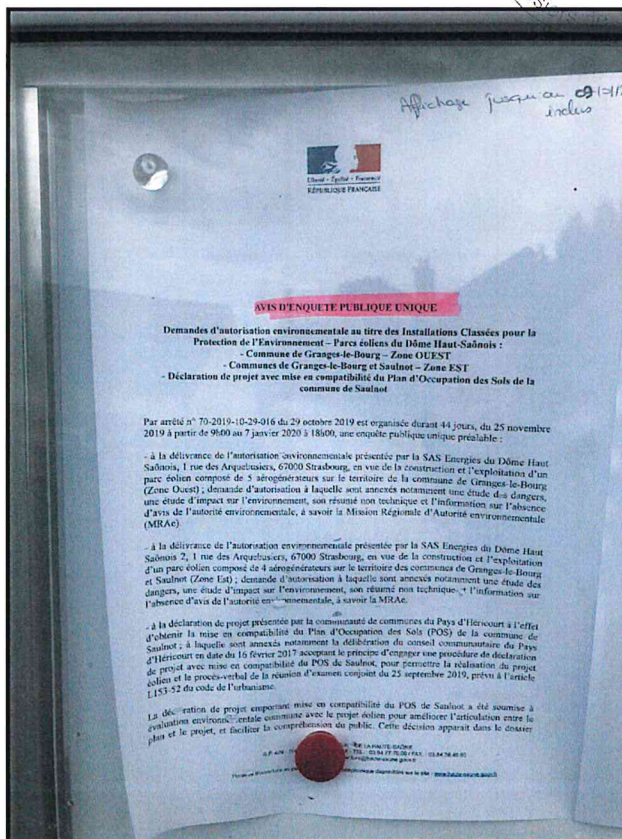 Affichage jusqu'au
inclus
Liberté • Égalité • Fraternité
RÉPUBLIQUE FRANÇAISE
AVIS D'ENQUETE PUBLIQUE UNIQUE
Demandes d'autorisation environnementale au titre des Installations Classées pour la
Protection de l'Environnement – Parcs éoliens du Dôme Haut-Saônois :
- Commune de Granges-le-Bourg – Zone OUEST
- Communes de Granges-le-Bourg et Saulnot – Zone EST
- Déclaration de projet avec mise en compatibilité du Plan d'Occupation des Sols de la
commune de Saulnot
Par arrêté n° 70-2019-10-29-016 du 29 octobre 2019 est organisée durant 44 jours, du 25 novembre
2019 à partir de 9h00 au 7 janvier 2020 à 18h00, une enquête publique unique préalable :
- à la délivrance de l'autorisation environnementale présentée par la SAS Energies du Dôme Haut
Saônois, 1 rue des Arquebusiers, 67000 Strasbourg, en vue de la construction et l'exploitation d'un
parc éolien composé de 5 aérogénérateurs sur le territoire de la commune de Granges-le-Bourg
(Zone Ouest) ; demande d'autorisation à laquelle sont annexés notamment une étude des dangers,
une étude d'impact sur l'environnement, son résumé non technique et l'information sur l'absence
d'avis de l'autorité environnementale, à savoir la Mission Régionale d'Autorité environnementale
(MRAe).
- à la délivrance de l'autorisation environnementale présentée par la SAS Energies du Dôme Haut
Saônois 2, 1 rue des Arquebusiers, 67000 Strasbourg, en vue de la construction et l'exploitation
d'un parc éolien composé de 4 aérogénérateurs sur le territoire des communes de Granges-le-Bourg
et Saulnot (Zone Est) ; demande d'autorisation à laquelle sont annexés notamment une étude des
dangers, une étude d'impact sur l'environnement, son résumé non technique l'information sur
l'absence d'avis de l'autorité environnementale, à savoir la MRAe.
- à la déclaration de projet présentée par la communauté de communes du Pays d'Héricourt à l'effet
d'obtenir la mise en compatibilité du Plan d'Occupation des Sols (POS) de la commune de
Saulnot ; à laquelle sont annexés notamment la délibération du conseil communautaire du Pays
d'Héricourt en date du 16 février 2017 acceptant le principe d'engager une procédure de déclaration
de projet avec mise en compatibilité du POS de Saulnot, pour permettre la réalisation du projet
éolien et le procès-verbal de la réunion d'examen conjoint du 25 septembre 2019, prévu à l'article
L153-52 du code de l'urbanisme.
La déclaration de projet emportant mise en compatibilité du POS de Saulnot a été soumise à
évaluation environnementale commune avec le projet éolien pour améliorer l'articulation entre le
plan et le projet, et faciliter la compréhension du public. Cette décision apparait dans le dossier
DE LA HAUTE-SAÔNE
disponible sur le site : www.haute-saone.gouv.fr